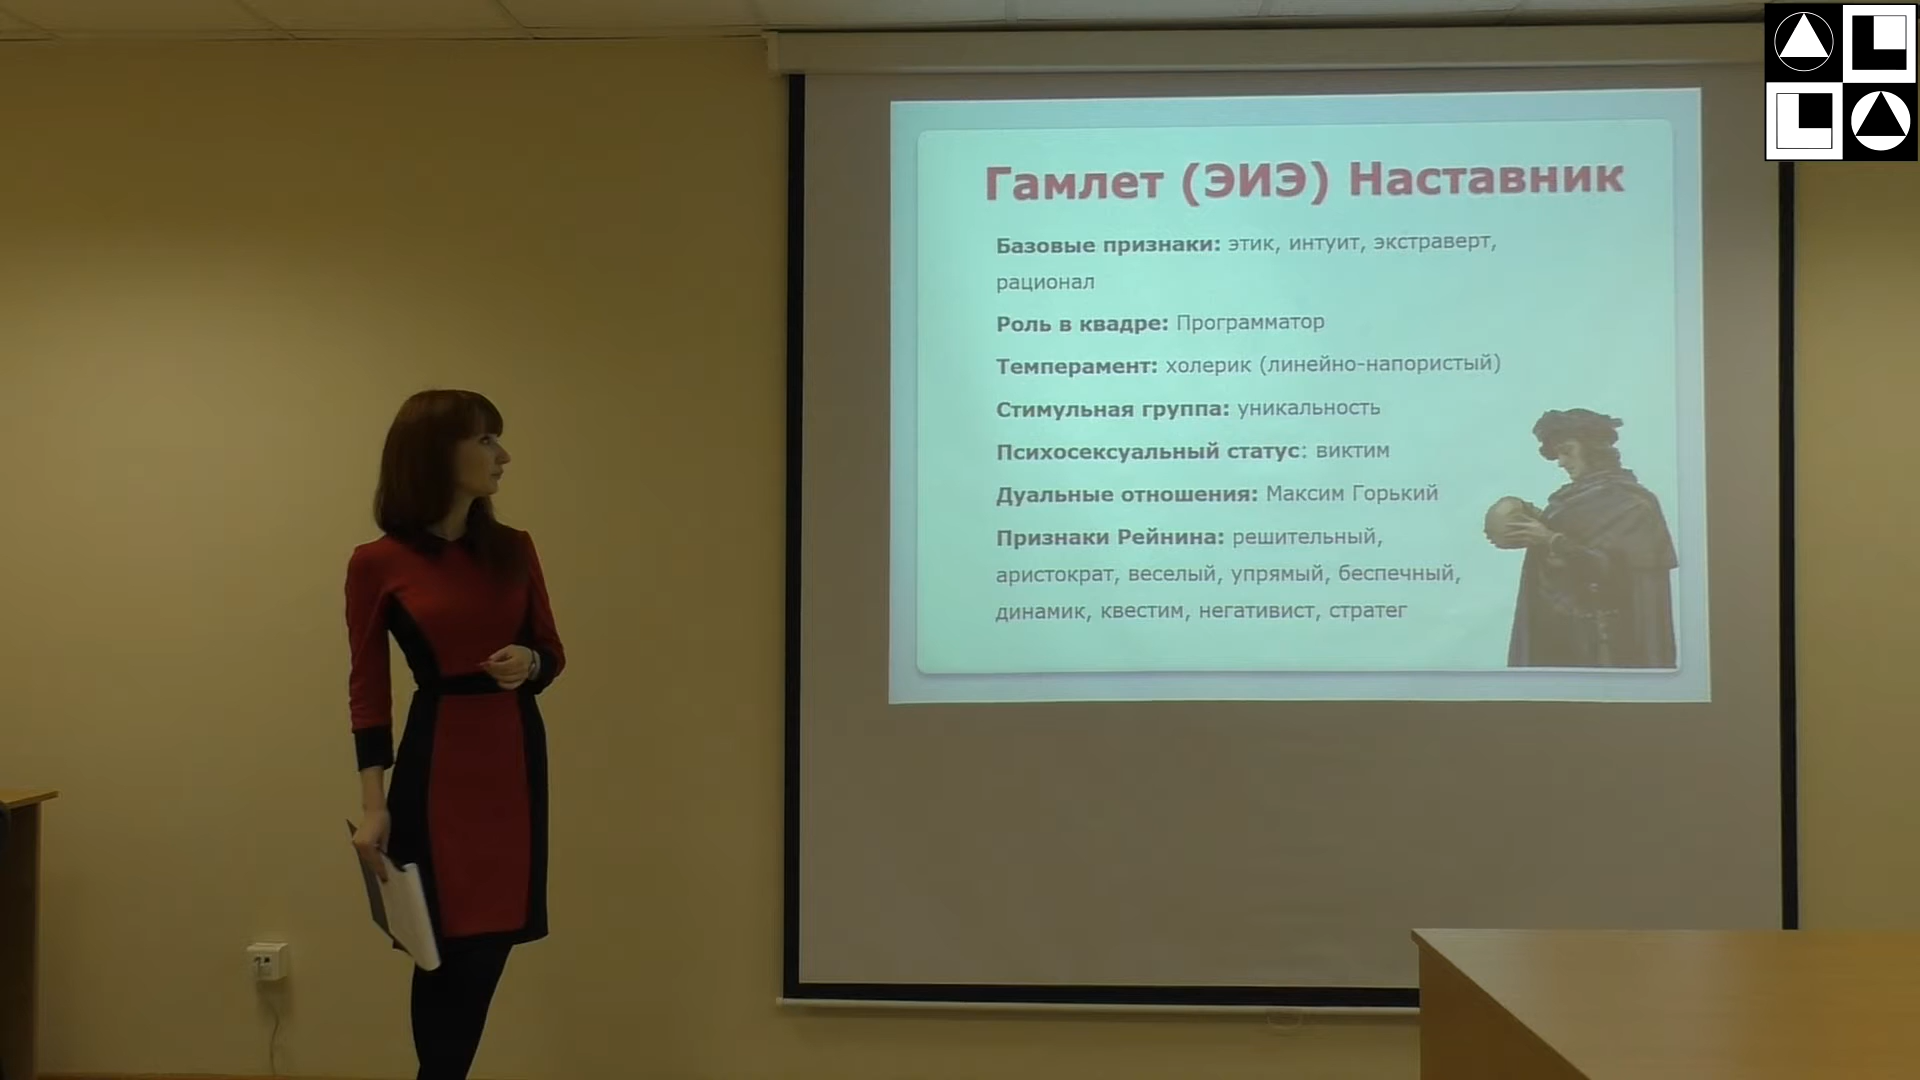 Гамлет (ЭИЭ) Наставник
Базовые признаки: этик, интуит, экстраверт,
рационал
Роль в квадре: Программатор
Темперамент: холерик (линейно-напористый)
Стимульная группа: уникальность
Психосексуальный статус: виктим
Дуальные отношения: Максим Горький
Признаки Рейнина: решительный,
аристократ, веселый, упрямый, беспечный,
динамик, квестим, негативист, стратег